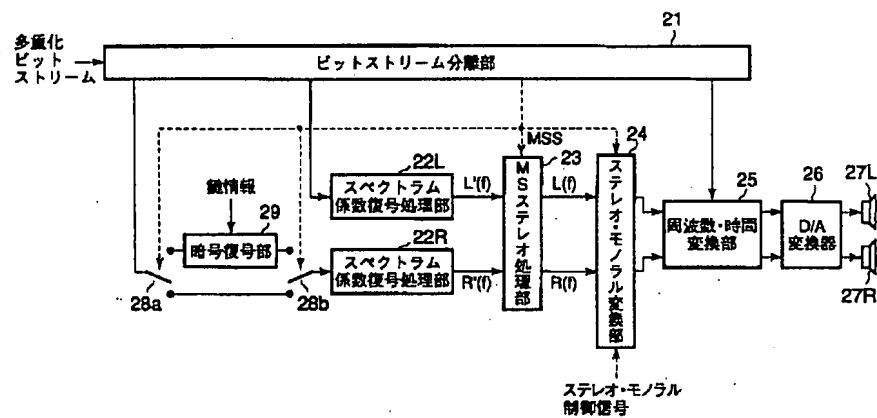 21
多重化
ビット
ストリーム
ビットストリーム分離部
MSS
24
22L
23
鍵情報
スペクトラム
係数復号処理部
L'(f)
L(f)
25
26
27L
29
22R
暗号復号部
スペクトラム
係数復号処理部
R'(f)
R(f)
MSステレオ処理部
ステレオ・モノラル変換部
周波数・時間
変換部
D/A
変換器
28a
28b
27R
ステレオ・モノラル
制御信号